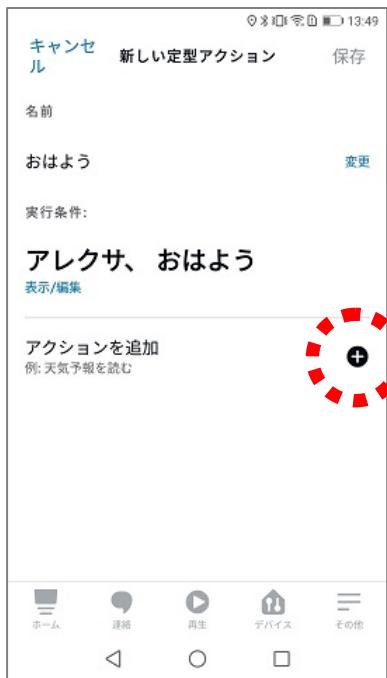 13:49
キャンセル 新しい定型アクション 保存
名前
おはよう 変更
実行条件:
アレクサ、 おはよう
表示/編集
アクションを追加
例: 天気予報を読む
ホーム 連絡 再生 デバイス その他